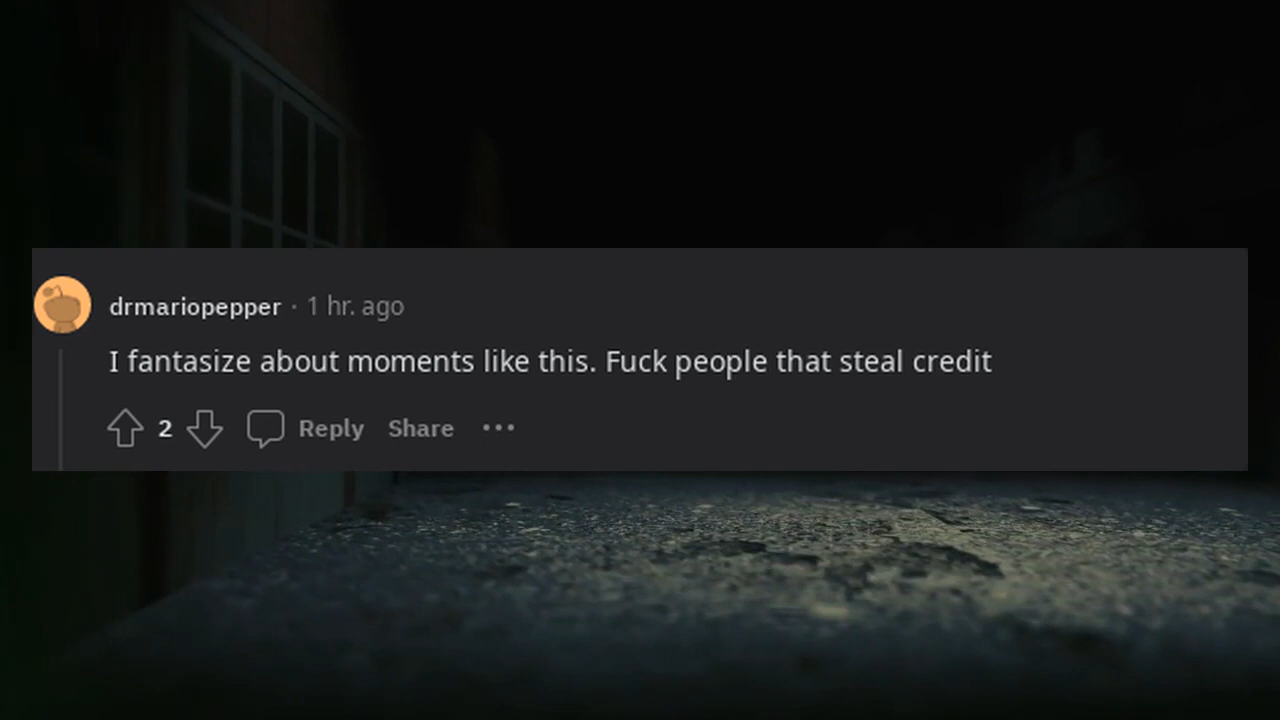 drmariopepper · 1 hr. ago
I fantasize about moments like this. Fuck people that steal credit
2 Reply Share ···